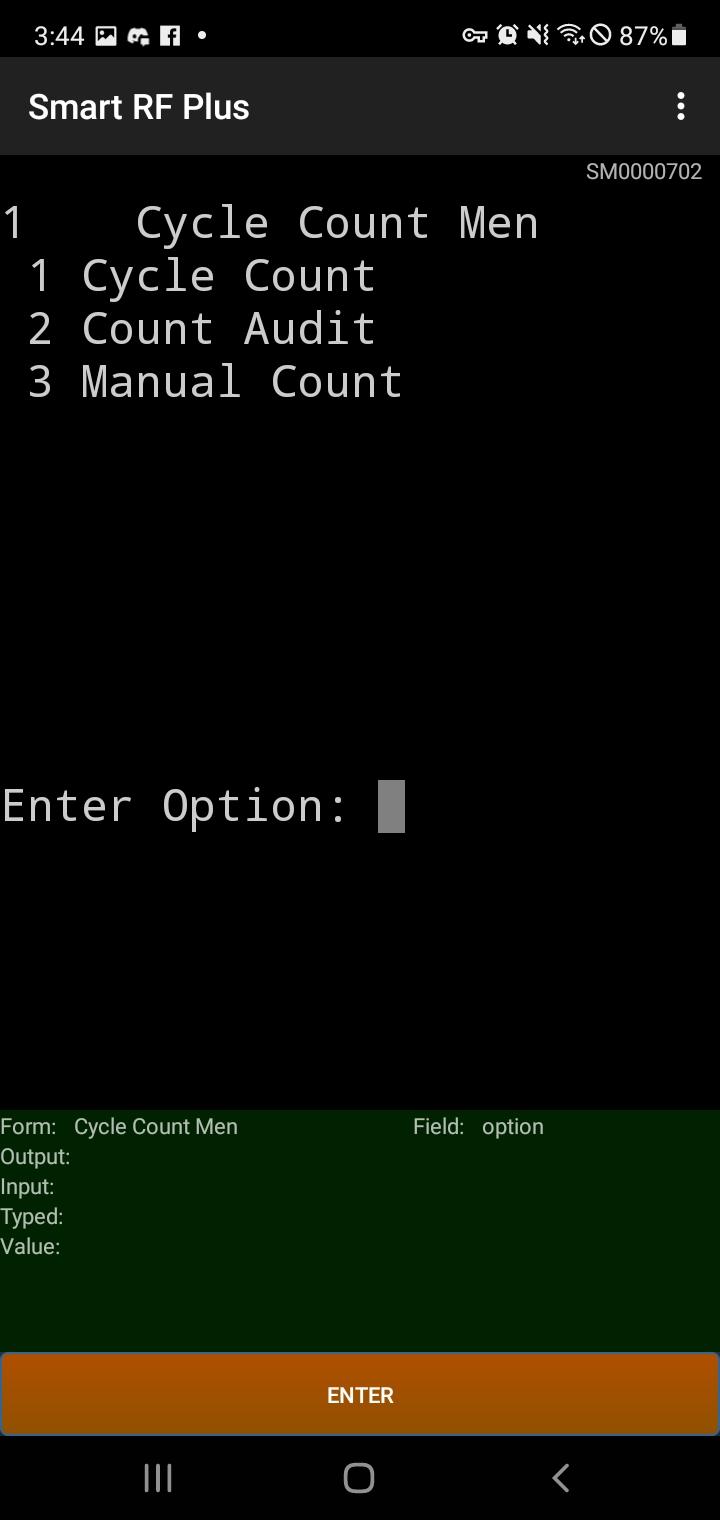 3:44 87%
Smart RF Plus
SM0000702
1 Cycle Count Men
1 Cycle Count
2 Count Audit
3 Manual Count
Enter Option:
Form: Cycle Count Men Field: option
Output:
Input:
Typed:
Value:
ENTER